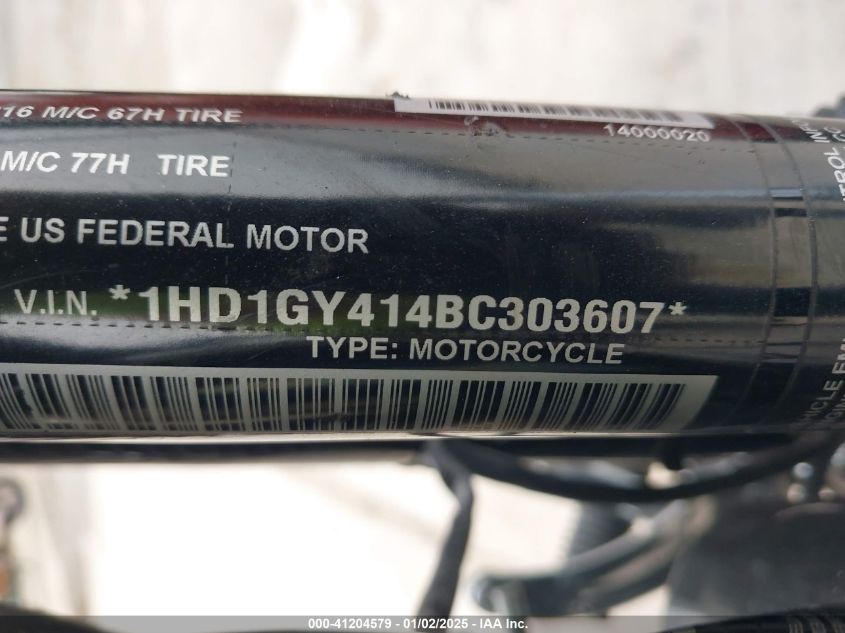 16 M/C 67H TIRE
14000020
M/C 77H TIRE
E US FEDERAL MOTOR
V.I.N. *1HD1GY414BC303607*
TYPE: MOTORCYCLE
000-41204579 - 01/02/2025 - IAA Inc.